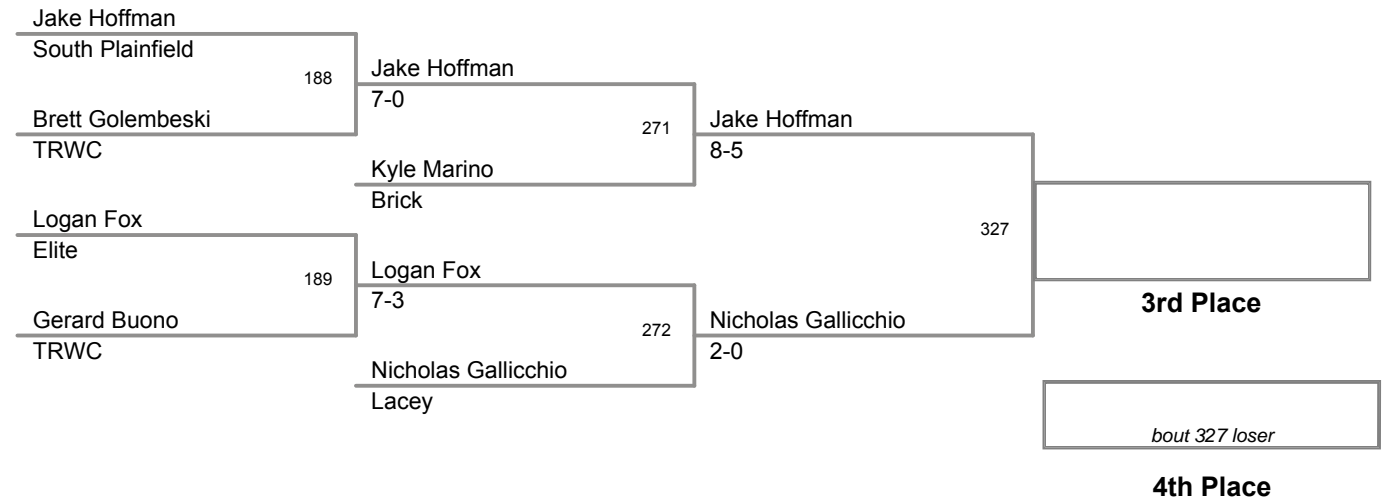 Jake Hoffman
South Plainfield
188
Brett Golembeski
TRWC
Logan Fox
Elite
189
Gerard Buono
TRWC
Jake Hoffman
7-0
271
Kyle Marino
Brick
Logan Fox
7-3
272
Nicholas Gallicchio
Lacey
Jake Hoffman
8-5
327
Nicholas Gallicchio
2-0
3rd Place
bout 327 loser
4th Place